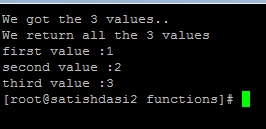 We got the 3 values..
We return all the 3 values
first value :1
second value :2
third value :3
[root@satishdasi2 functions]#